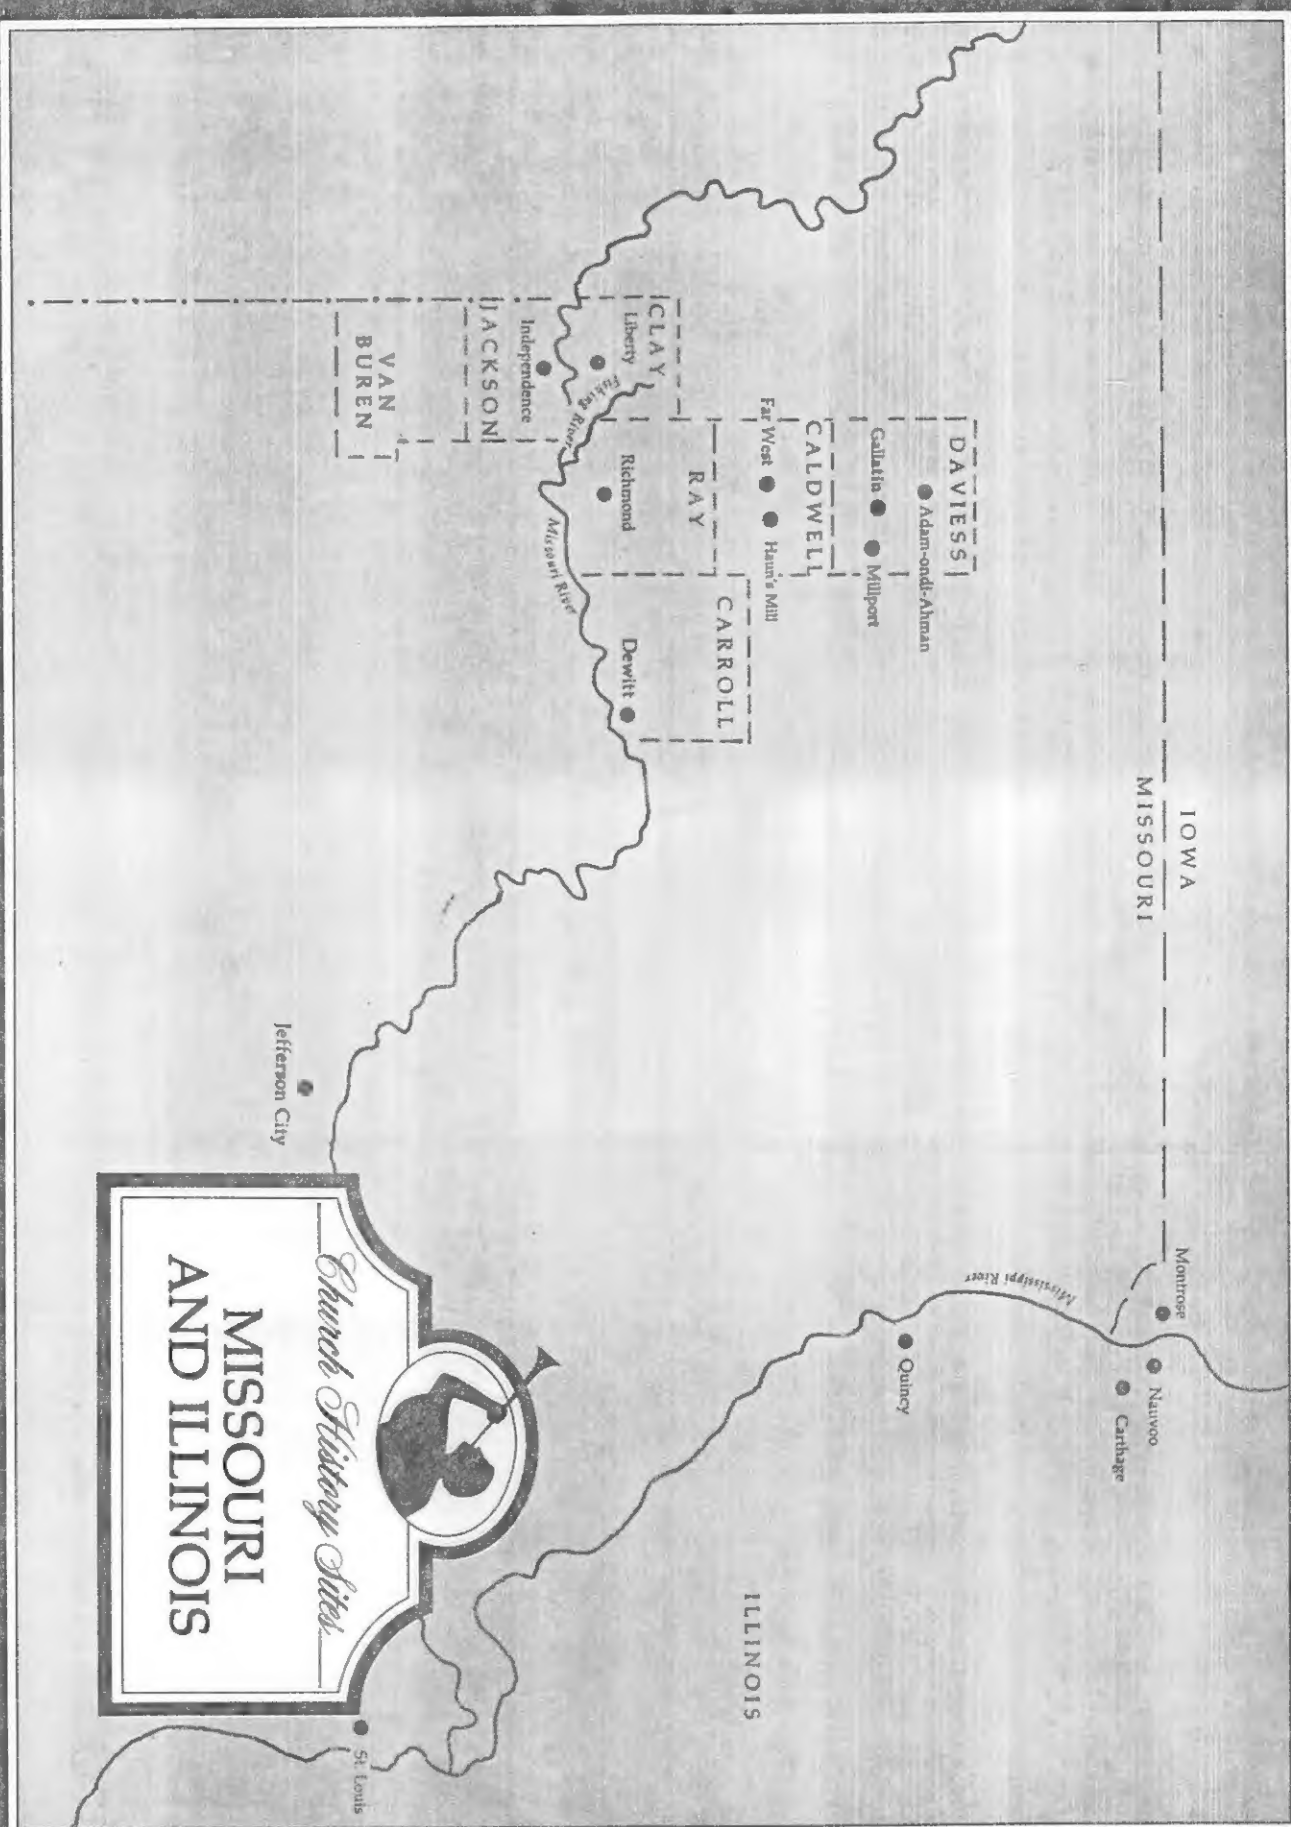 IOWA
MISSOURI
Montrose
Nauvoo
Carthage
Mississippi River
Quincy
ILLINOIS
DAVIESS
Adam-ondi-Ahman
Gallatin
Millport
CALDWELL
Far West
Haun's Mill
RAY
CARROLL
CLAY
Liberty
Fishing River
Richmond
Dewitt
Independence
Missouri River
JACKSON
VAN
BUREN
Jefferson City
St. Louis
Church History Sites
MISSOURI
AND ILLINOIS